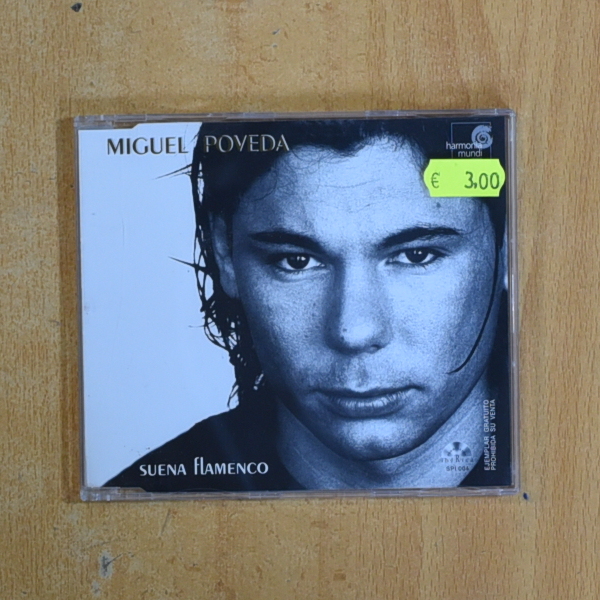 MIGUEL POVEDA
harmonia
mundi
€ 3,00
SUENA flAMENCO
EJEMPLAR GRATUITO
PROHIBIDA SU VENTA